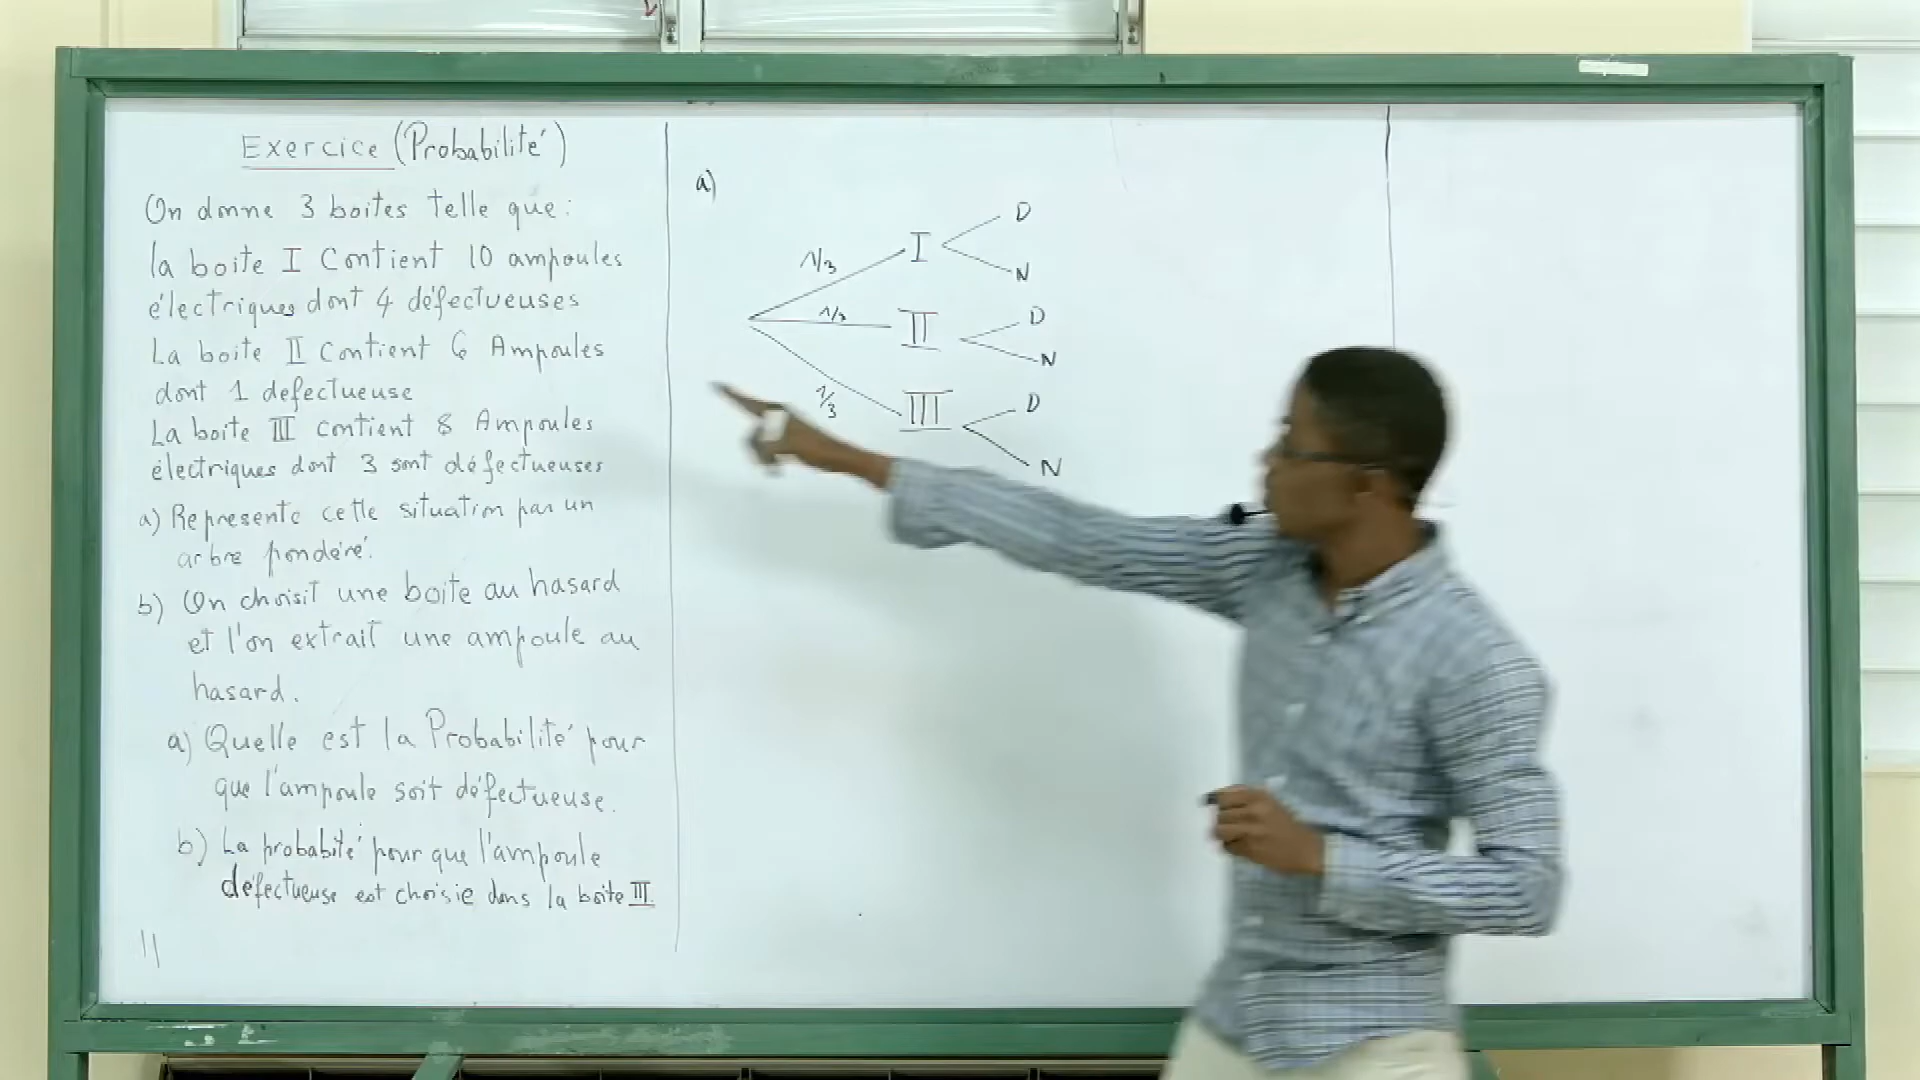 Exercice (Probabilité)
On donne 3 boites telle que:
la boite I Contient 10 ampoules
électriques dont 4 défectueuses
La boite II Contient 6 Ampoules
dont 1 defectueuse
La boite III contient 8 Ampoules
électriques dont 3 sont défectueuses
a) Représente cette situation par un
arbre pondéré.
b) On choisit une boite au hasard
et l'on extrait une ampoule au
hasard.
a) Quelle est la Probabilité pour
que l'ampoule soit défectueuse.
b) La probabité pour que l'ampoule
défectueuse est choisie dans la boite III.
a)
1/3 I D
N
1/3 II D
N
1/3 III D
N